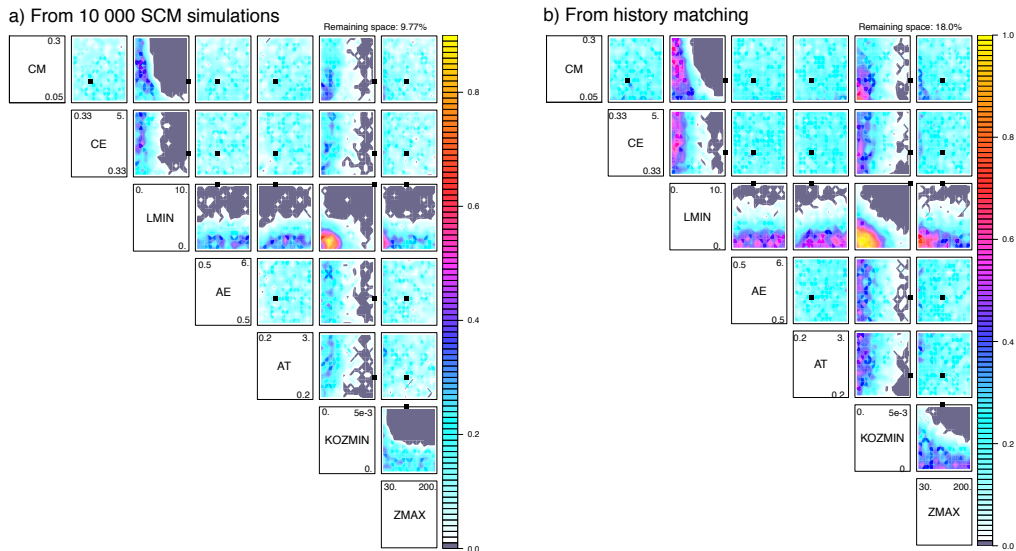 a) From 10 000 SCM simulations
Remaining space: 9.77%
0.3
CM
0.05
0.33 5.
CE
0.33
0. 10.
LMIN
0.
0.5 6.
AE
0.5
0.2 3.
AT
0.2
0. 5e-3
KOZMIN
0.
30. 200.
ZMAX
0.8
0.6
0.4
0.2
0.0
b) From history matching
Remaining space: 18.0%
0.3
CM
0.05
0.33 5.
CE
0.33
0. 10.
LMIN
0.
0.5 6.
AE
0.5
0.2 3.
AT
0.2
0. 5e-3
KOZMIN
0
30. 200.
ZMAX
1.0
0.8
0.6
0.4
0.2
0.0